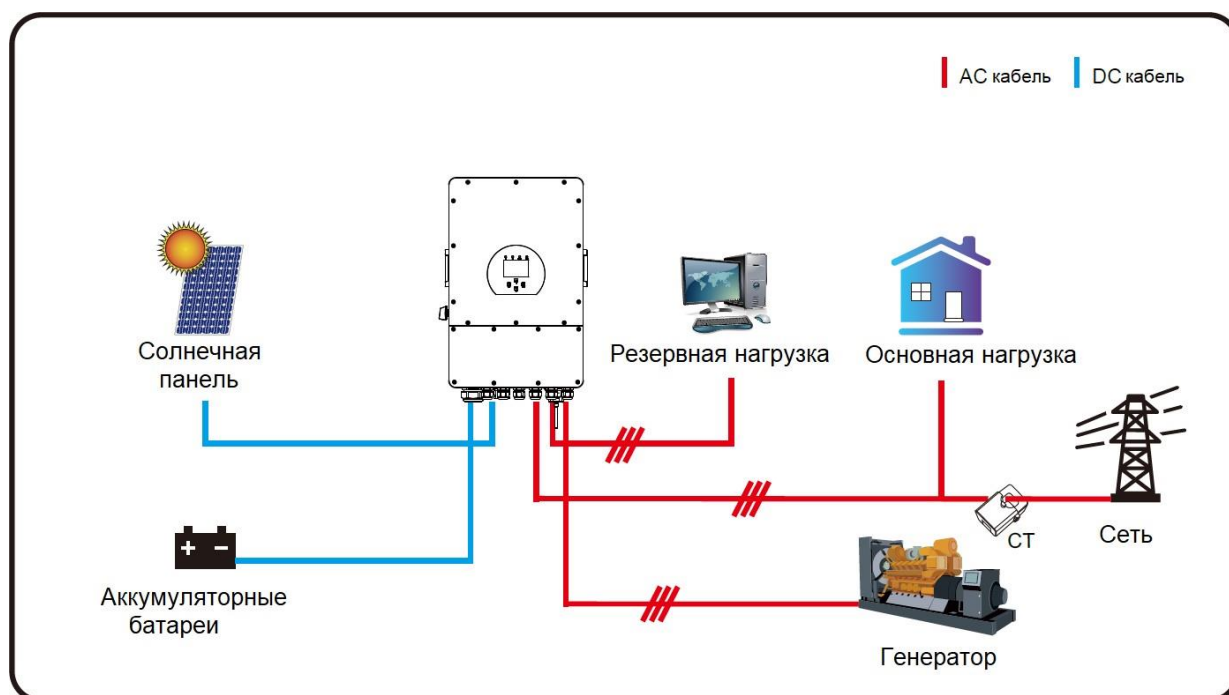 AC кабель
DC кабель
Солнечная
панель
Резервная нагрузка
Основная нагрузка
CT
Сеть
Аккумуляторные
батареи
Генератор